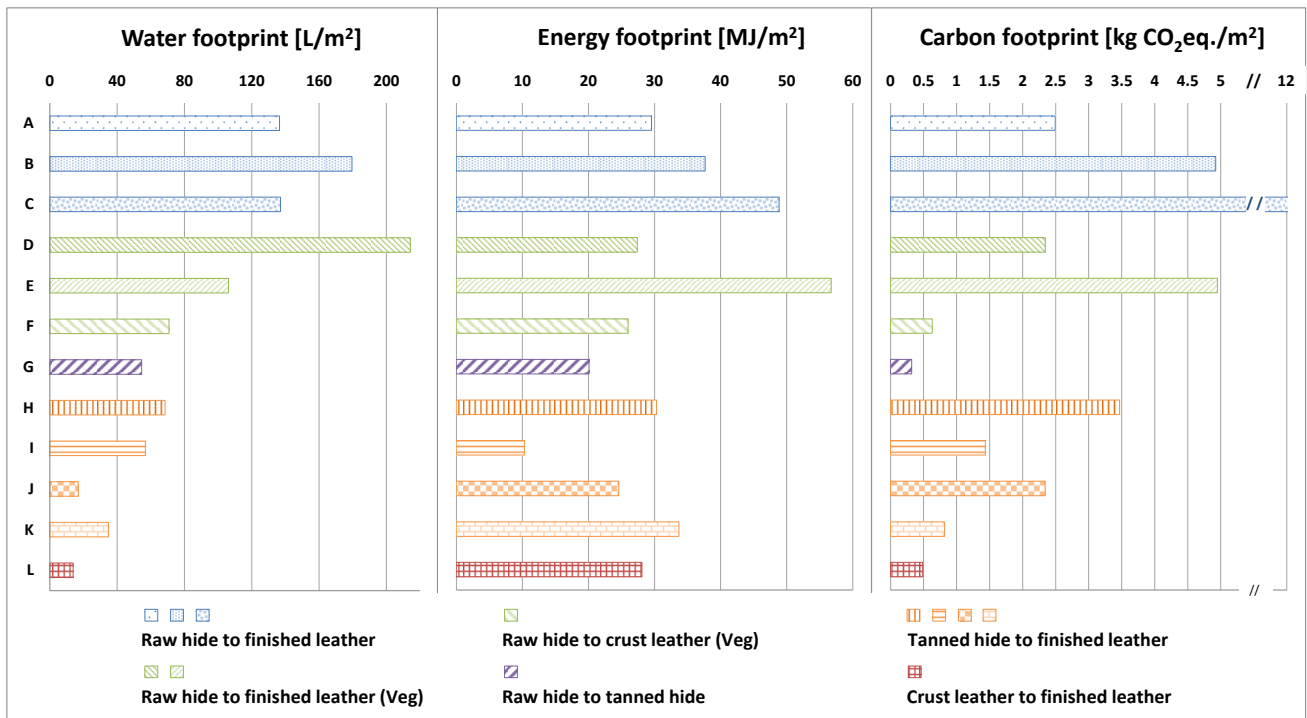 Water footprint [L/m²]
Energy footprint [MJ/m²]
Carbon footprint [kg CO₂eq./m²]
0 40 80 120 160 200
0 10 20 30 40 50 60
0 0.5 1 1.5 2 2.5 3 3.5 4 4.5 5 // 12
A
B
C
//
D
E
F
G
H
I
J
K
L
//
Raw hide to finished leather
Raw hide to crust leather (Veg)
Tanned hide to finished leather
Raw hide to finished leather (Veg)
Raw hide to tanned hide
Crust leather to finished leather